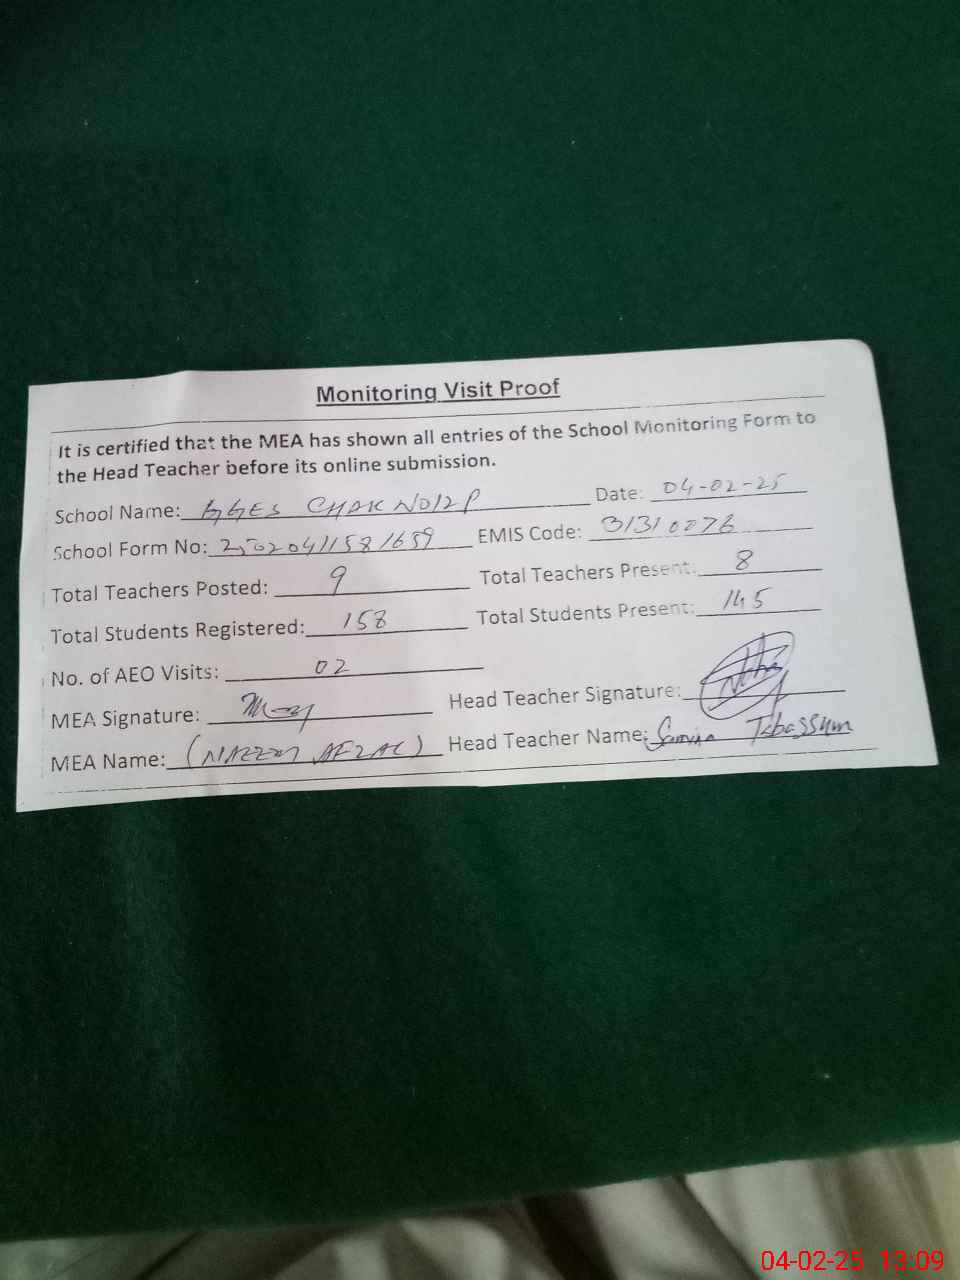 Monitoring Visit Proof
It is certified that the MEA has shown all entries of the School Monitoring Form to
the Head Teacher before its online submission.
School Name: GGES CHAK NO12P Date: 04-02-25
School Form No: EMIS Code: 31310076
Total Teachers Posted: 9 Total Teachers Present: 8
Total Students Registered: 158 Total Students Present: 145
No. of AEO Visits: 02
MEA Signature: Head Teacher Signature:
MEA Name: (NAEEM AFZAL) Head Teacher Name: Samina Tabassum
04-02-25 13:09